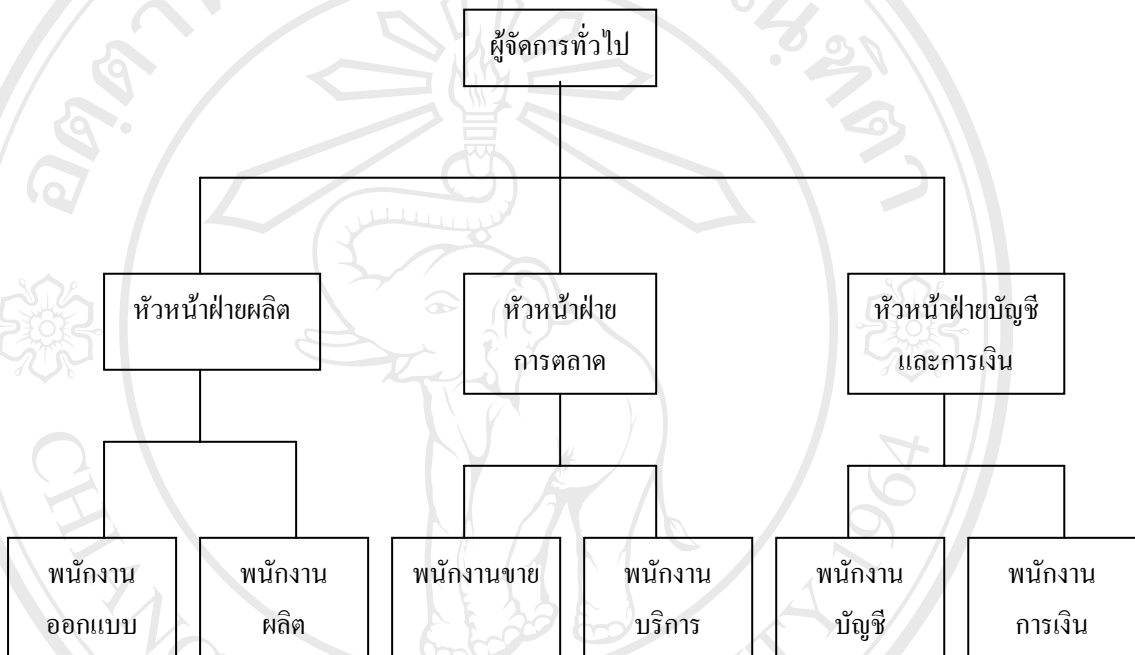 ผู้จัดการทั่วไป
หัวหน้าฝ่ายผลิต
หัวหน้าฝ่าย
การตลาด
หัวหน้าฝ่ายบัญชี
และการเงิน
พนักงาน
ออกแบบ
พนักงาน
ผลิต
พนักงานขาย
พนักงาน
บริการ
พนักงาน
บัญชี
พนักงาน
การเงิน
1964